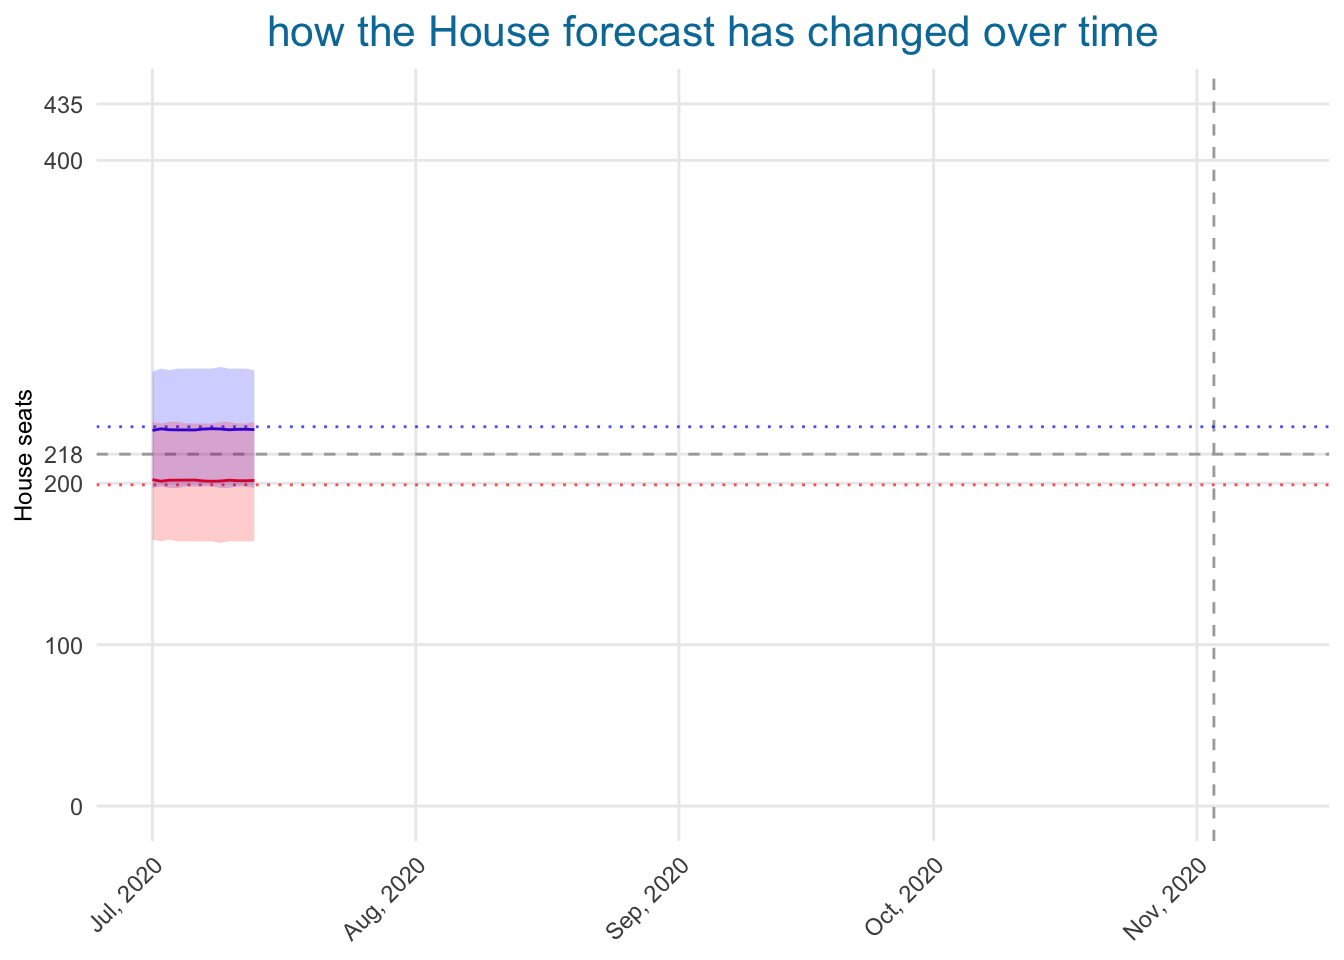 how the House forecast has changed over time
435
400
218
200
100
0
House seats
Jul, 2020
Aug, 2020
Sep, 2020
Oct, 2020
Nov, 2020